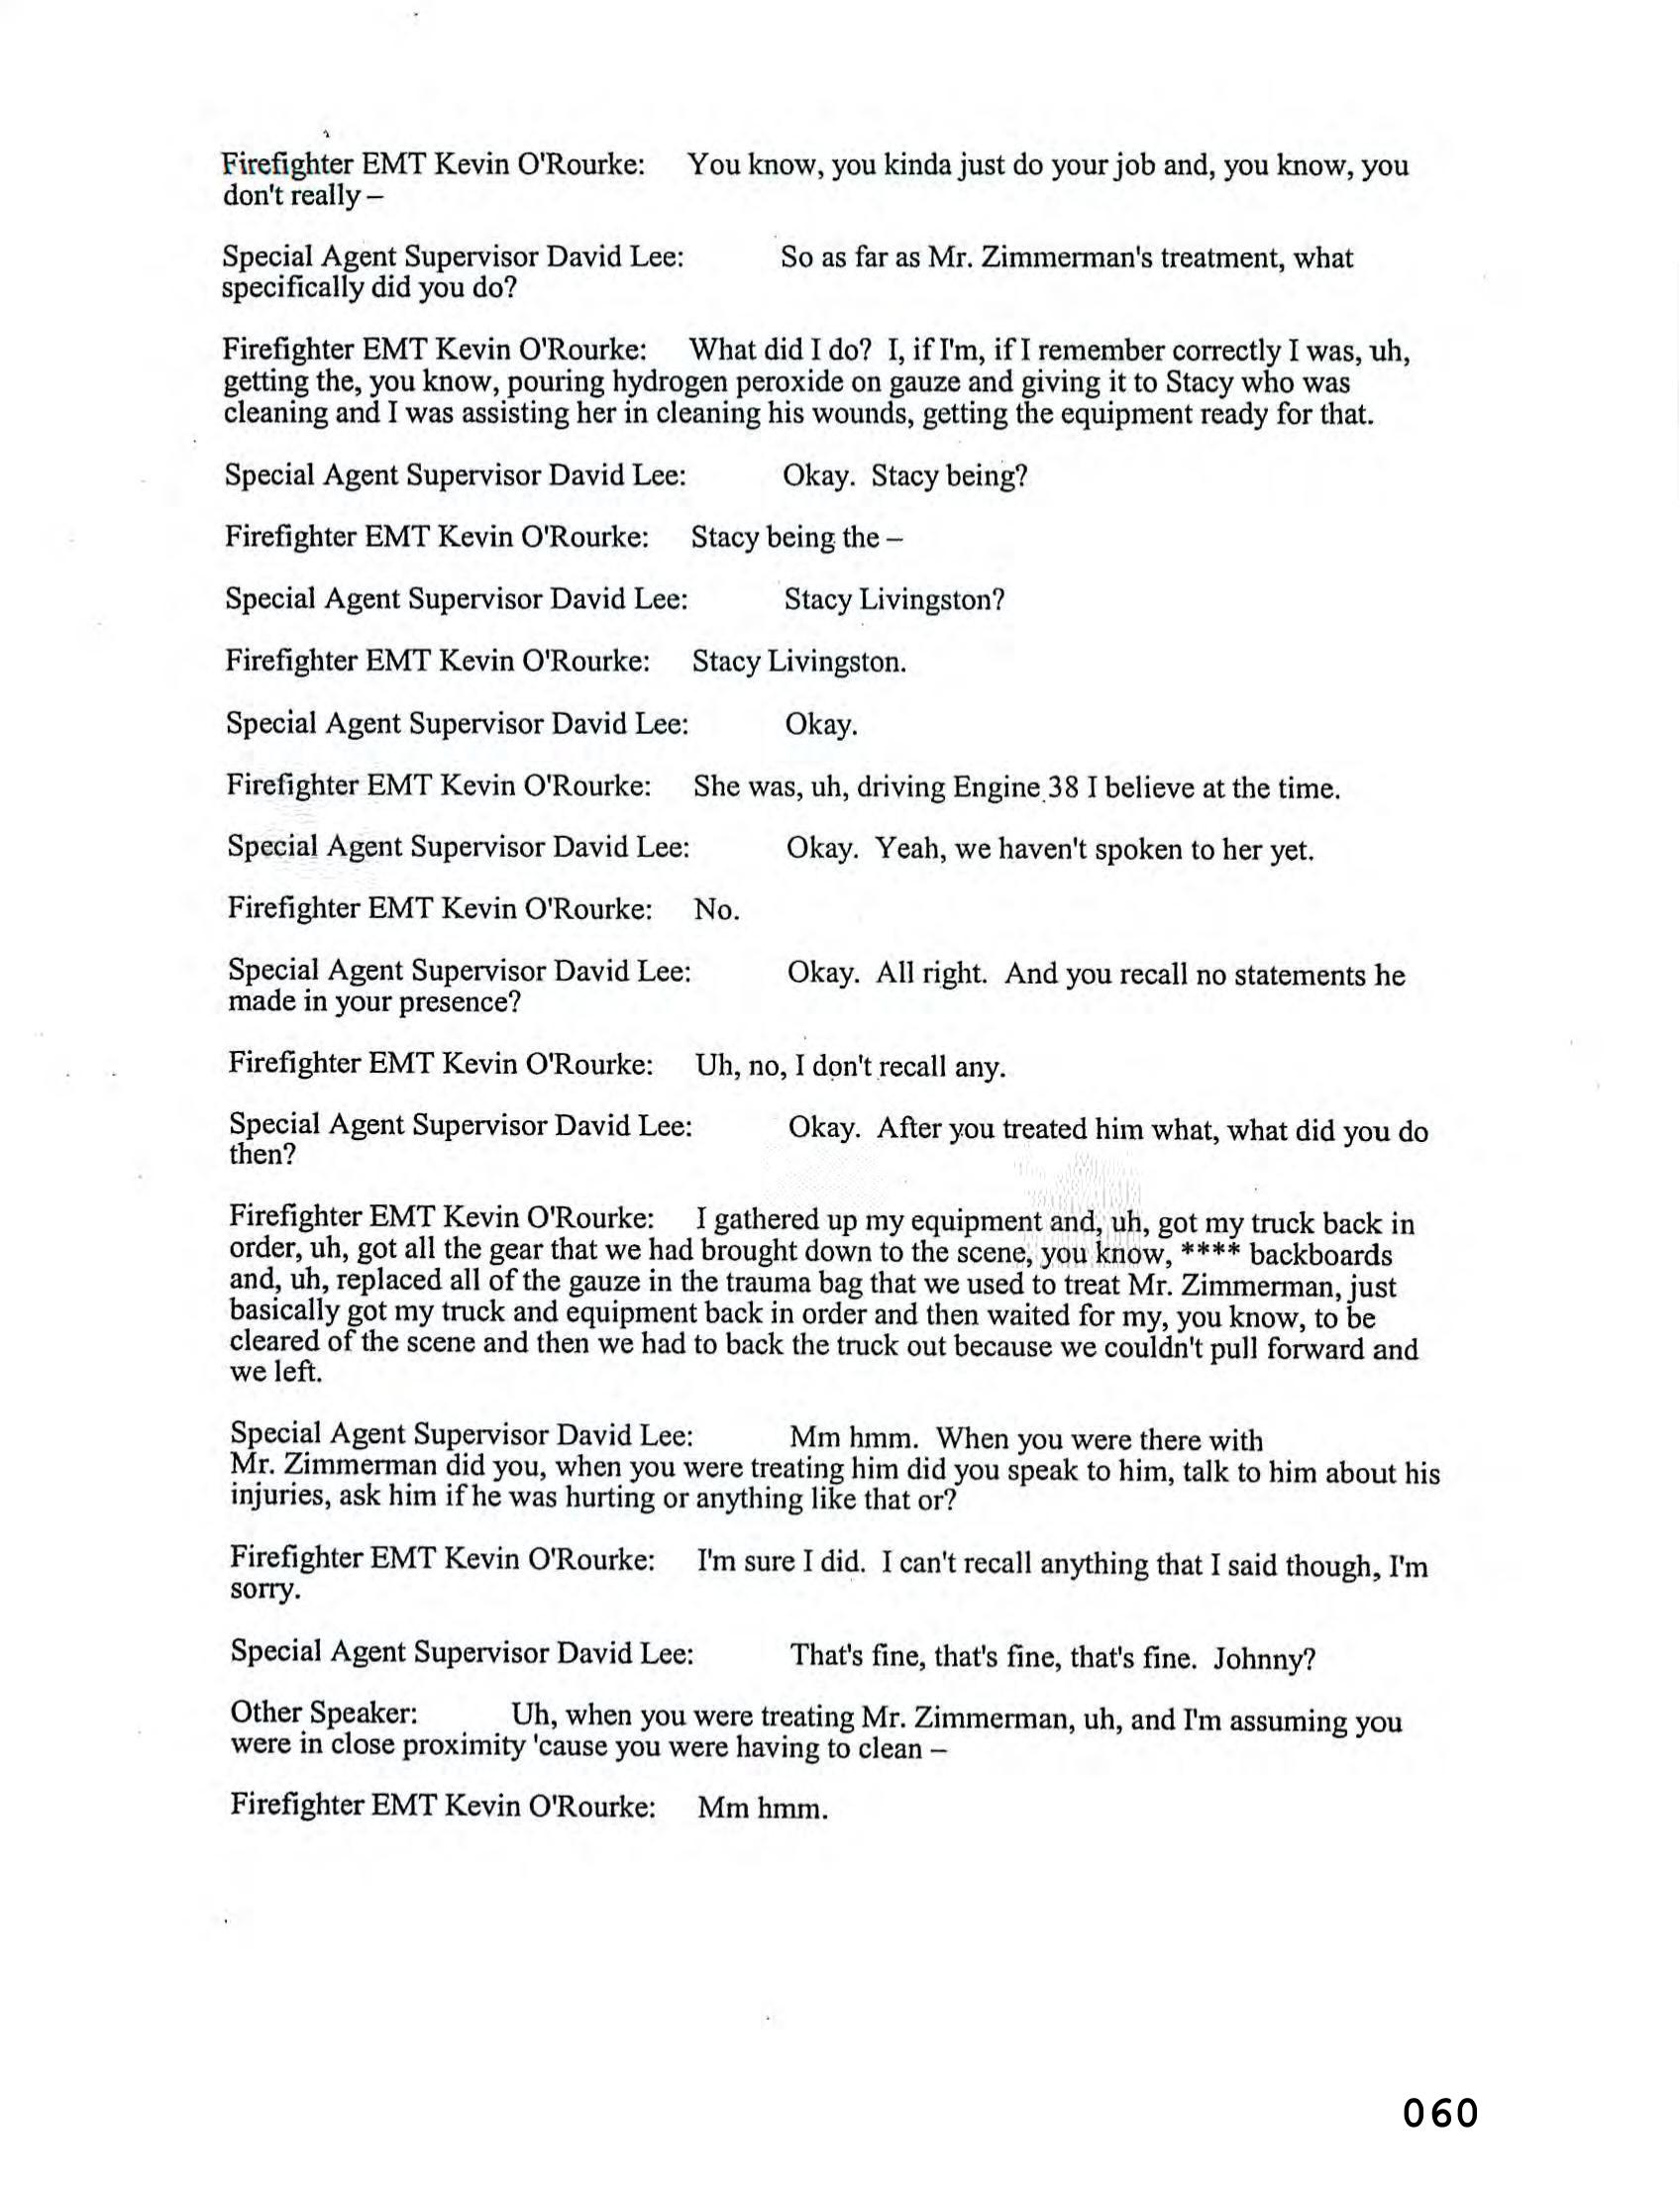 Firefighter EMT Kevin O'Rourke: You know, you kinda just do your job and, you know, you
don't really –
Special Agent Supervisor David Lee: So as far as Mr. Zimmerman's treatment, what
specifically did you do?
Firefighter EMT Kevin O'Rourke: What did I do? I, if I'm, if I remember correctly I was, uh,
getting the, you know, pouring hydrogen peroxide on gauze and giving it to Stacy who was
cleaning and I was assisting her in cleaning his wounds, getting the equipment ready for that.
Special Agent Supervisor David Lee: Okay. Stacy being?
Firefighter EMT Kevin O'Rourke: Stacy being the –
Special Agent Supervisor David Lee: Stacy Livingston?
Firefighter EMT Kevin O'Rourke: Stacy Livingston.
Special Agent Supervisor David Lee: Okay.
Firefighter EMT Kevin O'Rourke: She was, uh, driving Engine 38 I believe at the time.
Special Agent Supervisor David Lee: Okay. Yeah, we haven't spoken to her yet.
Firefighter EMT Kevin O'Rourke: No.
Special Agent Supervisor David Lee: Okay. All right. And you recall no statements he
made in your presence?
Firefighter EMT Kevin O'Rourke: Uh, no, I don't recall any.
Special Agent Supervisor David Lee: Okay. After you treated him what, what did you do
then?
Firefighter EMT Kevin O'Rourke: I gathered up my equipment and, uh, got my truck back in
order, uh, got all the gear that we had brought down to the scene, you know, **** backboards
and, uh, replaced all of the gauze in the trauma bag that we used to treat Mr. Zimmerman, just
basically got my truck and equipment back in order and then waited for my, you know, to be
cleared of the scene and then we had to back the truck out because we couldn't pull forward and
we left.
Special Agent Supervisor David Lee: Mm hmm. When you were there with
Mr. Zimmerman did you, when you were treating him did you speak to him, talk to him about his
injuries, ask him if he was hurting or anything like that or?
Firefighter EMT Kevin O'Rourke: I'm sure I did. I can't recall anything that I said though, I'm
sorry.
Special Agent Supervisor David Lee: That's fine, that's fine, that's fine. Johnny?
Other Speaker: Uh, when you were treating Mr. Zimmerman, uh, and I'm assuming you
were in close proximity 'cause you were having to clean –
Firefighter EMT Kevin O'Rourke: Mm hmm.
060